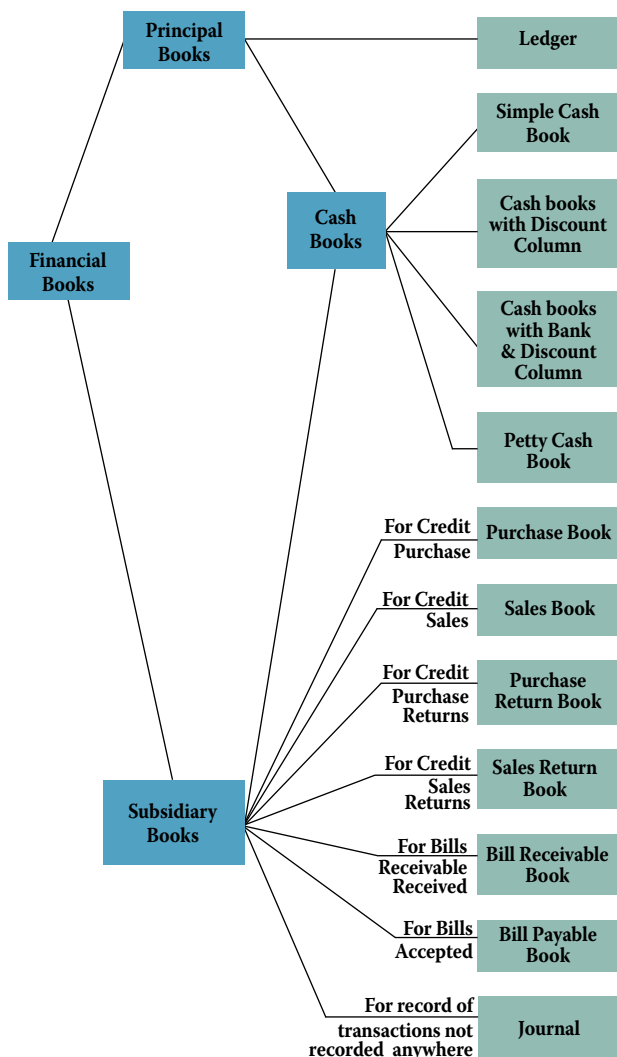 Principal
Books
Ledger
Simple Cash
Book
Cash
Books
Cash books
with Discount
Column
Financial
Books
Cash books
with Bank
& Discount
Column
Petty Cash
Book
For Credit
Purchase
Purchase Book
For Credit
Sales
Sales Book
For Credit
Purchase
Returns
Purchase
Return Book
For Credit
Sales
Returns
Sales Return
Book
Subsidiary
Books
For Bills
Receivable
Received
Bill Receivable
Book
For Bills
Accepted
Bill Payable
Book
For record of
transactions not
recorded anywhere
Journal